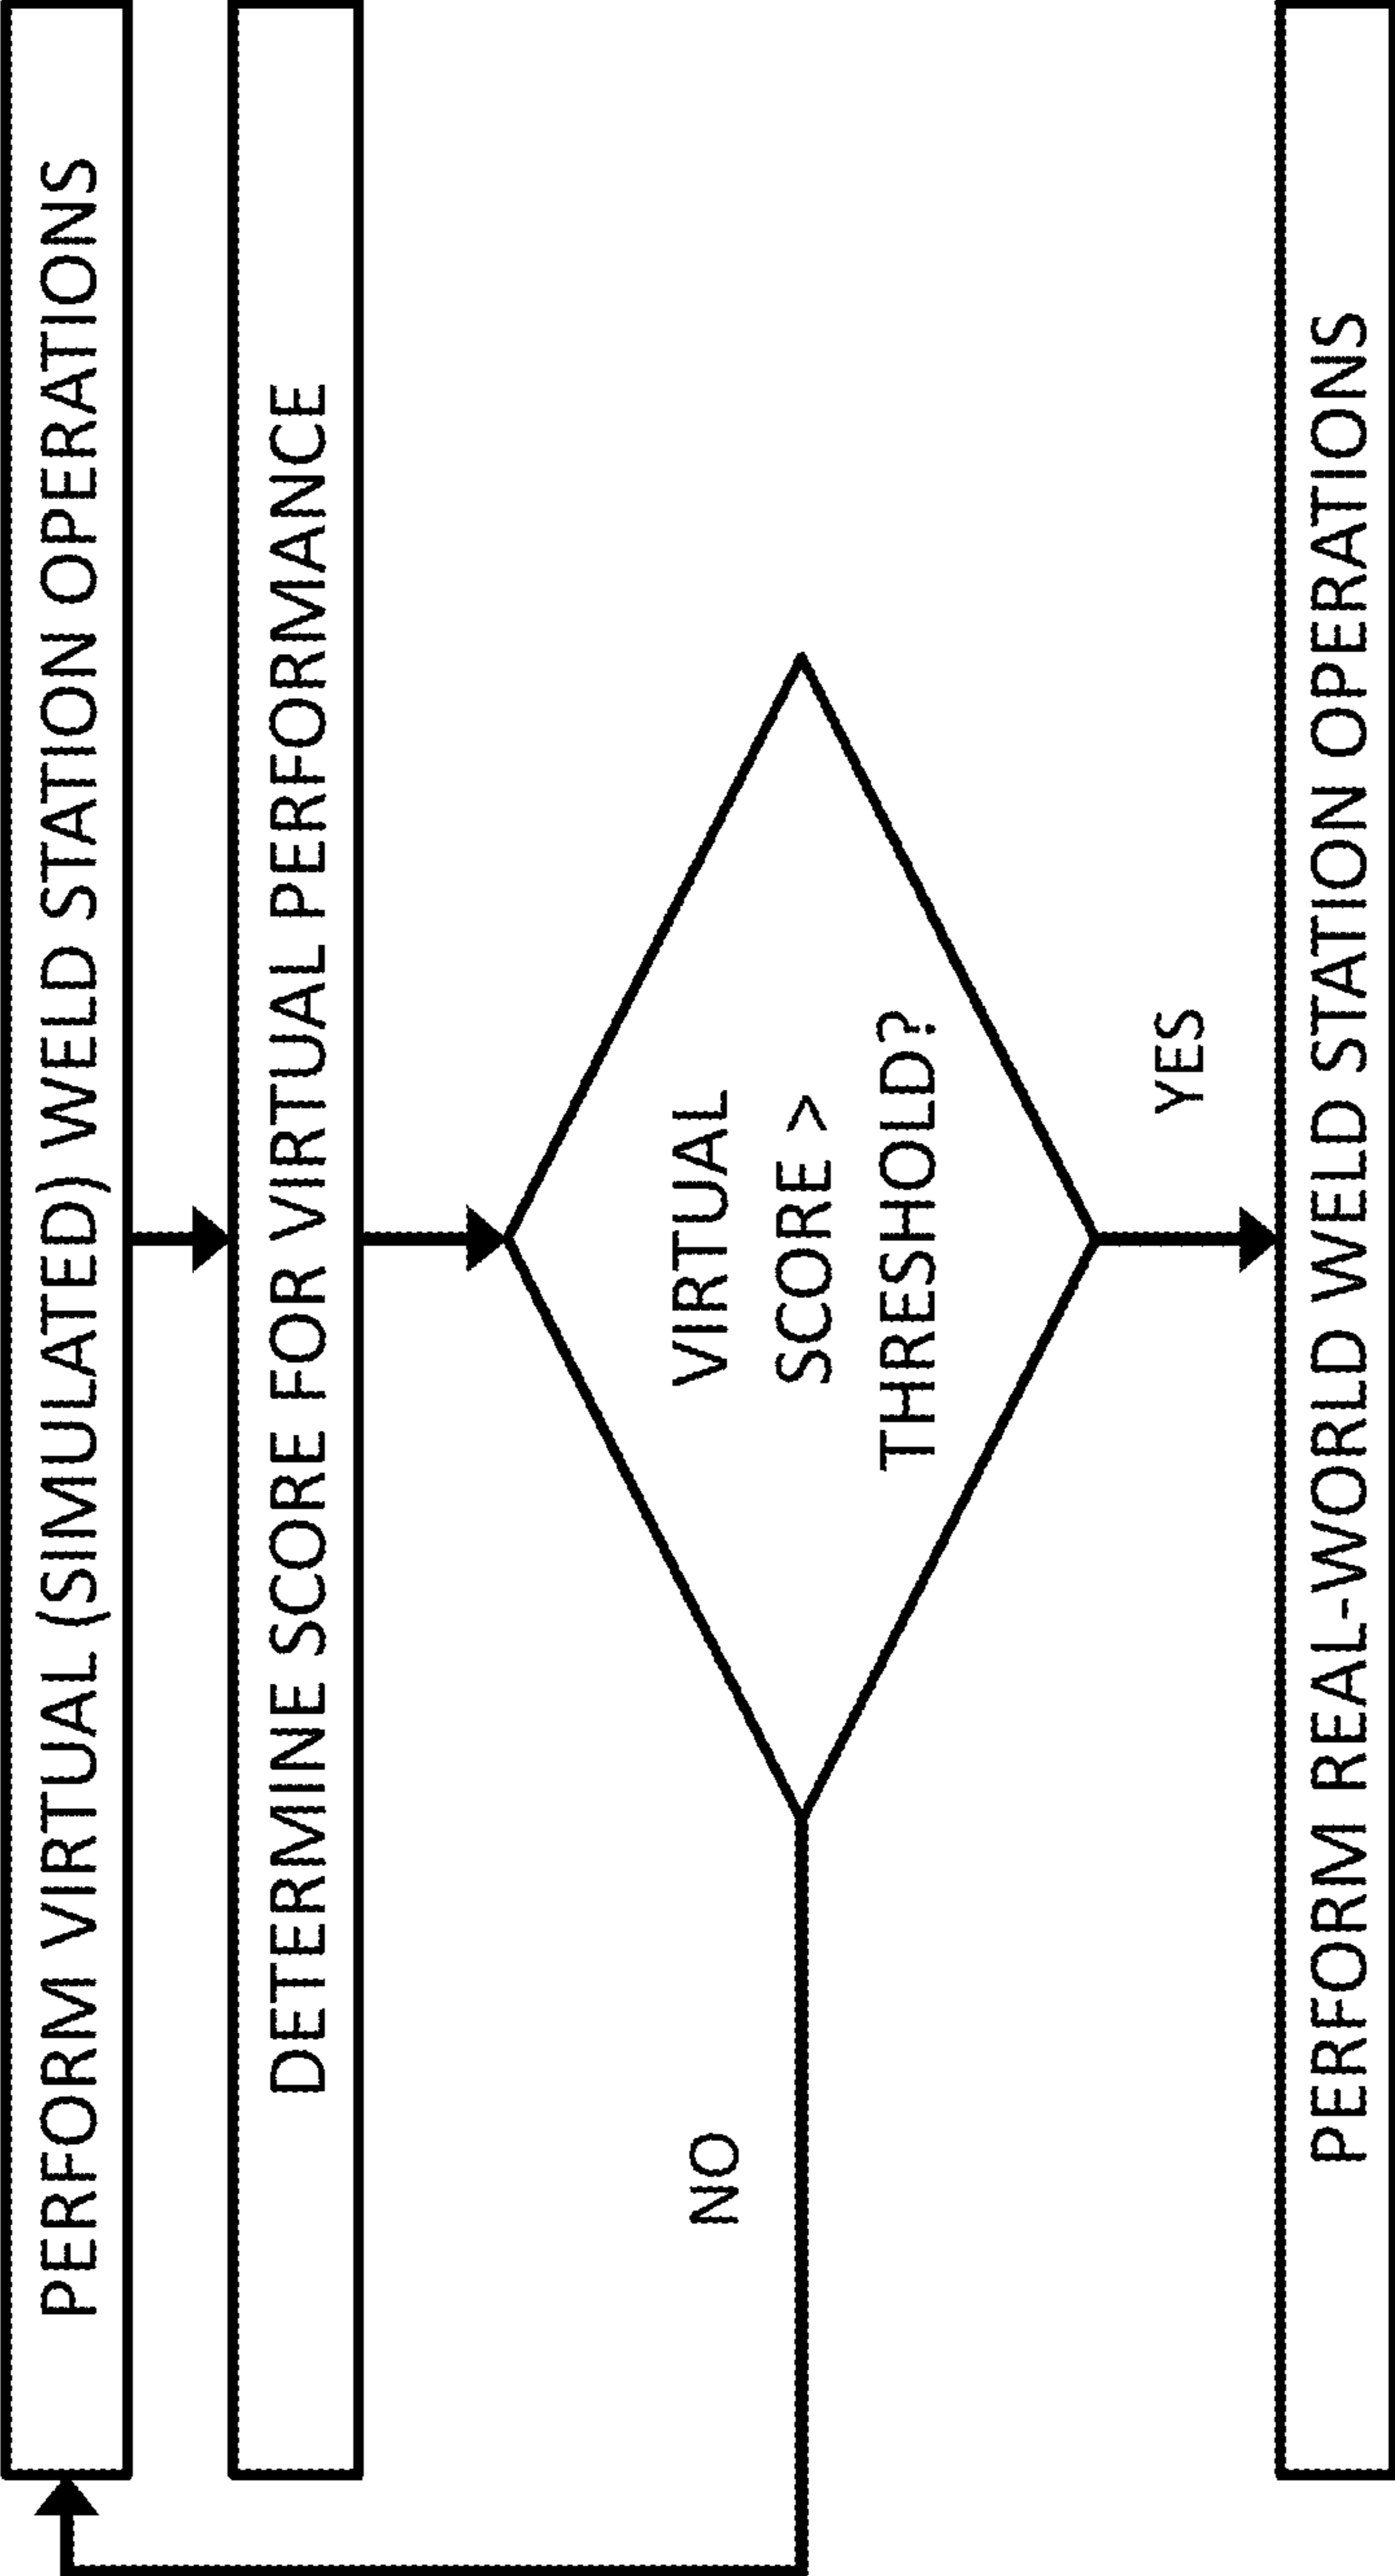 PERFORM VIRTUAL (SIMULATED) WELD STATION OPERATIONS
DETERMINE SCORE FOR VIRTUAL PERFORMANCE
VIRTUAL
SCORE >
THRESHOLD?
NO
YES
PERFORM REAL-WORLD WELD STATION OPERATIONS